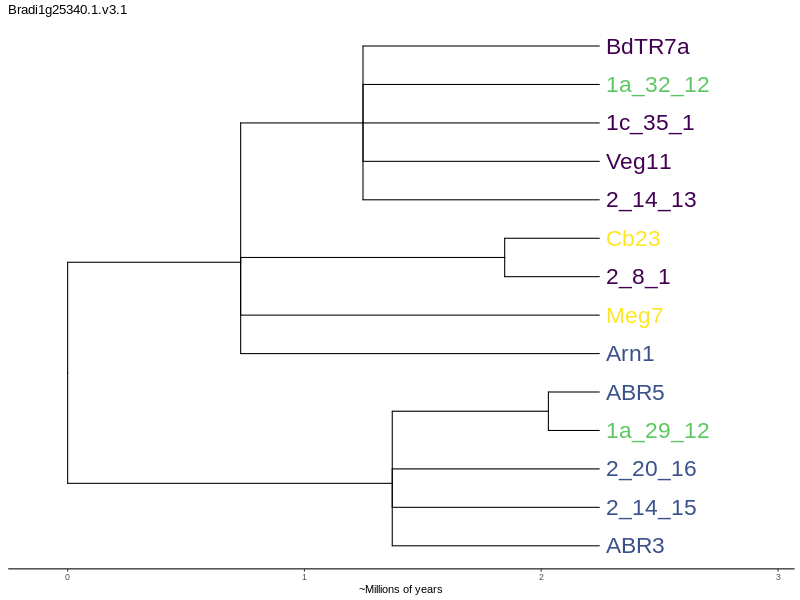 Bradi1g25340.1.v3.1
BdTR7a
1a_32_12
1c_35_1
Veg11
2_14_13
Cb23
2_8_1
Meg7
Arn1
ABR5
1a_29_12
2_20_16
2_14_15
ABR3
0 1 2 3
~Millions of years